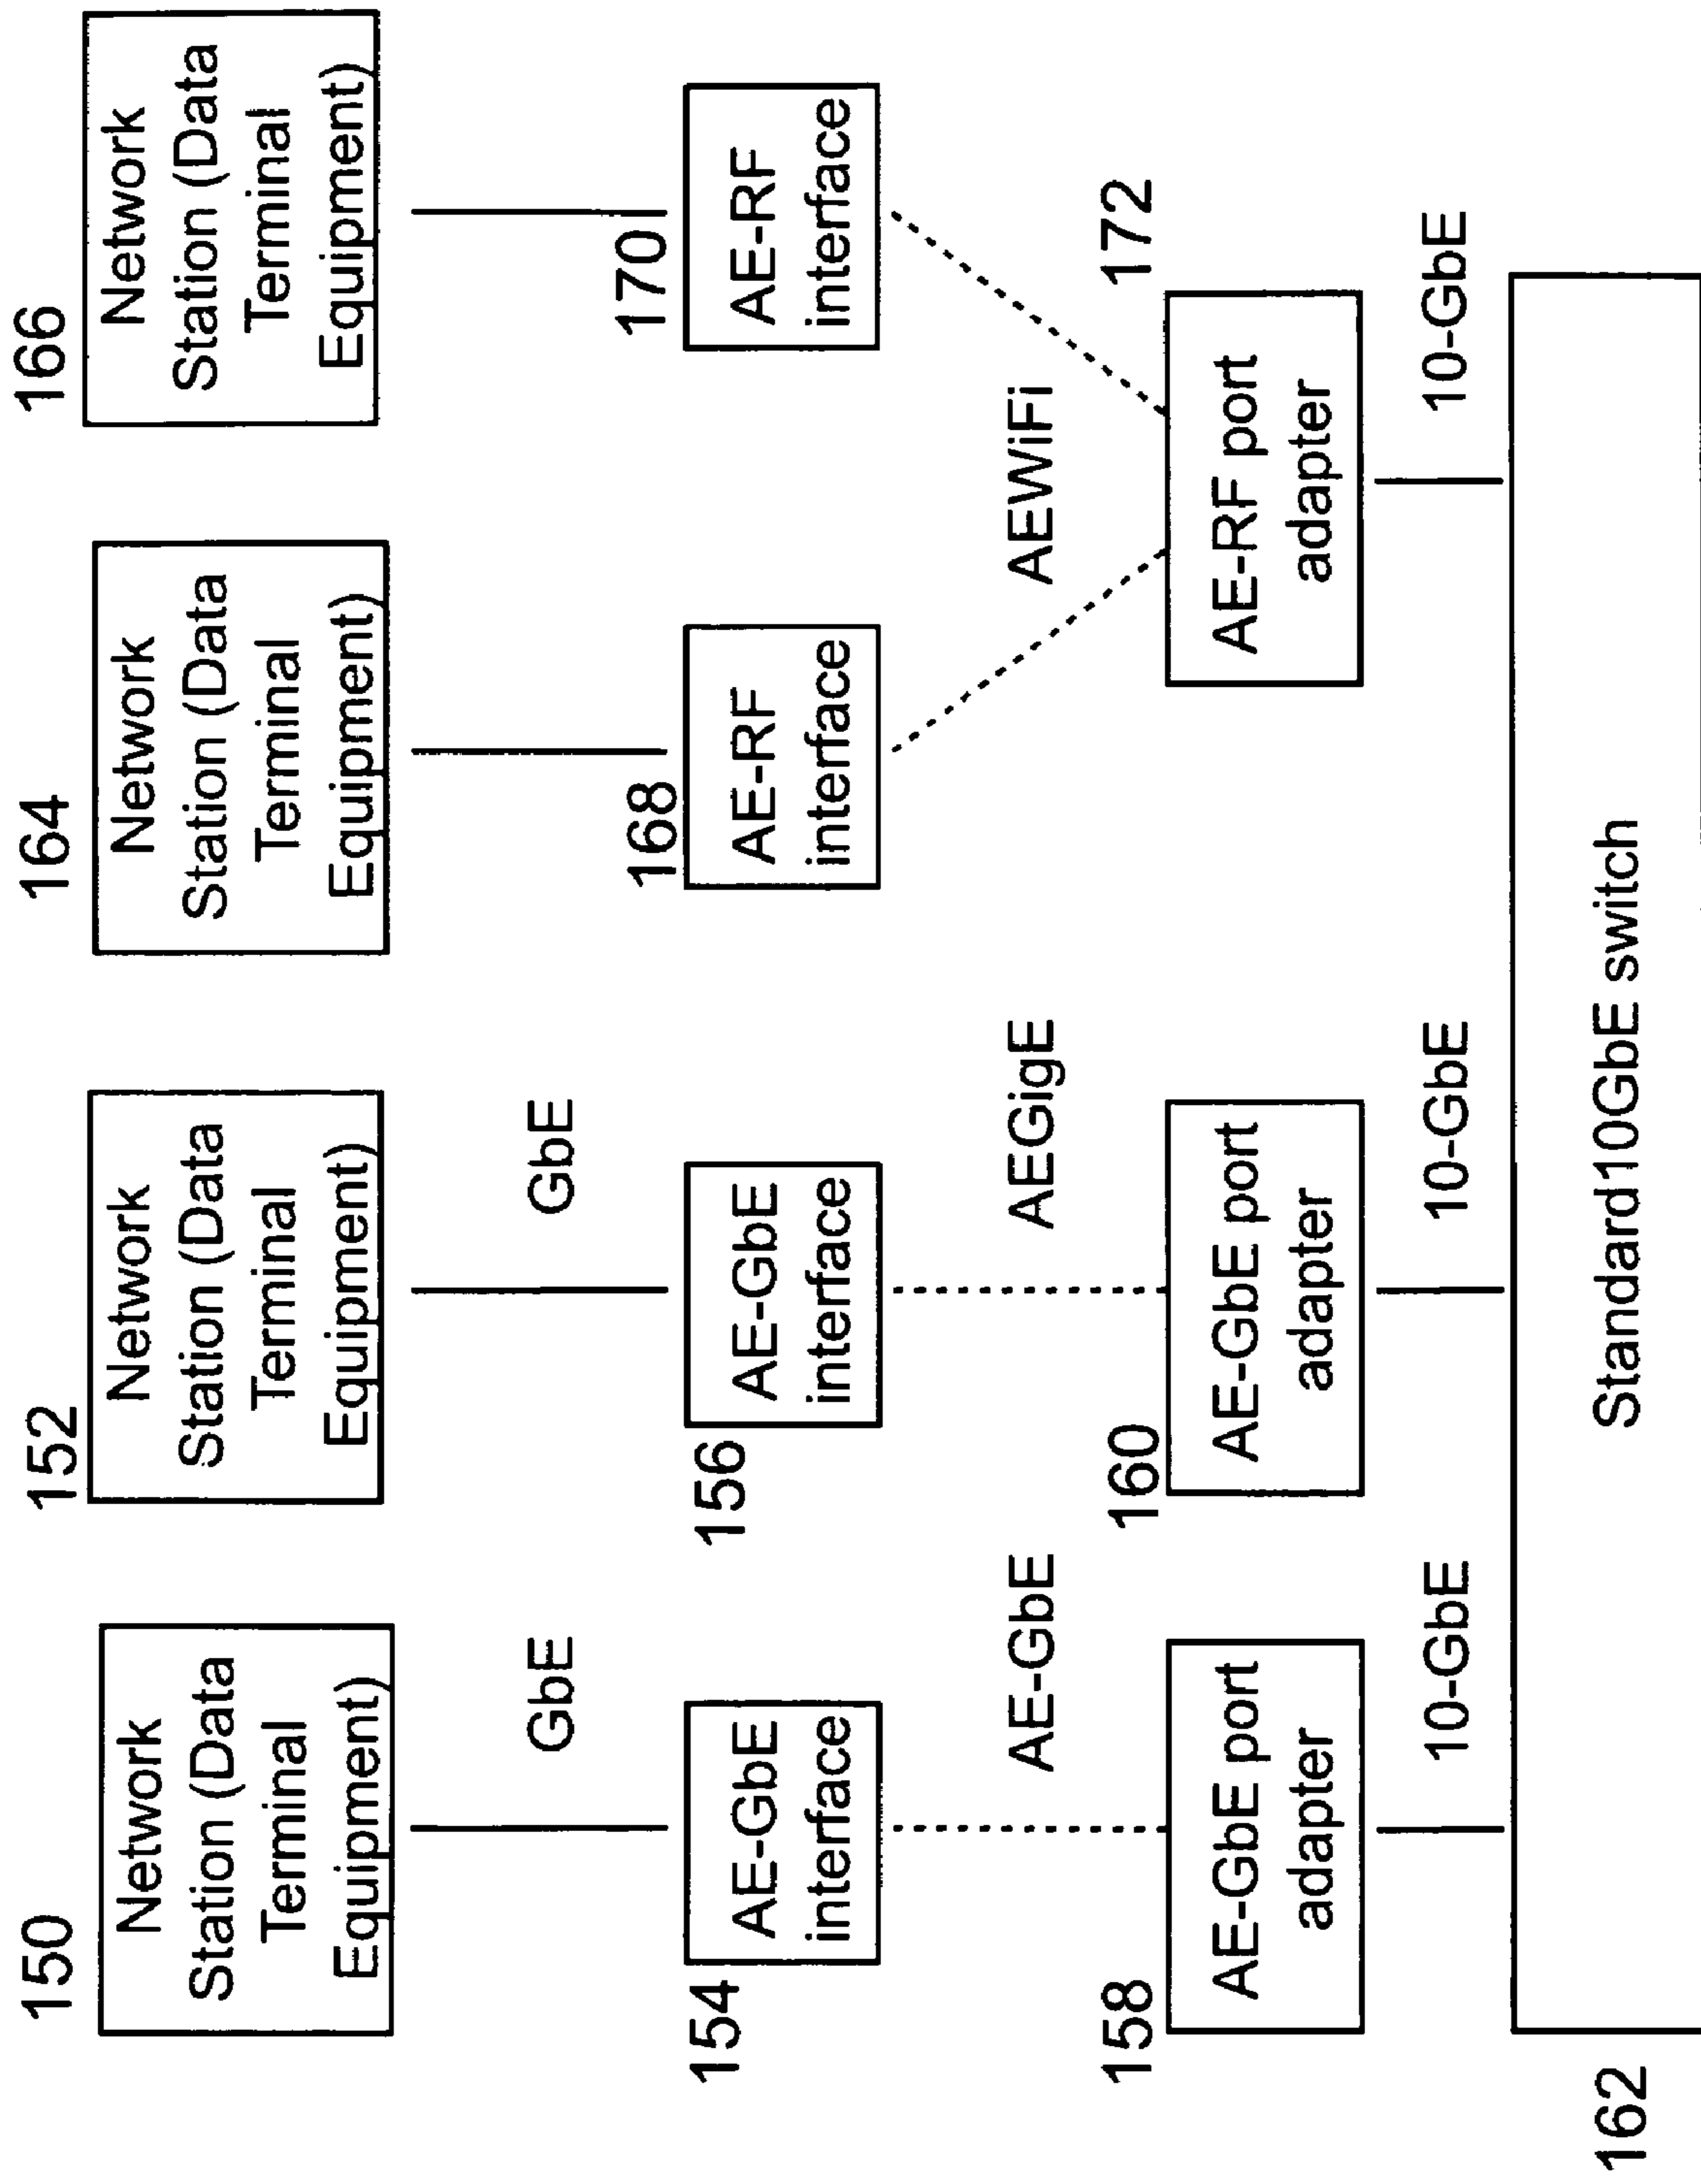 150
Network
Station (Data
Terminal
Equipment)
152
Network
Station (Data
Terminal
Equipment)
164
Network
Station (Data
Terminal
Equipment)
166
Network
Station (Data
Terminal
Equipment)
GbE
GbE
154
AE-GbE
interface
156
AE-GbE
interface
168
AE-RF
interface
170
AE-RF
interface
AE-GbE
AEGigE
AEWiFi
158
AE-GbE port
adapter
160
AE-GbE port
adapter
172
AE-RF port
adapter
10-GbE
10-GbE
10-GbE
162
Standard10GbE switch